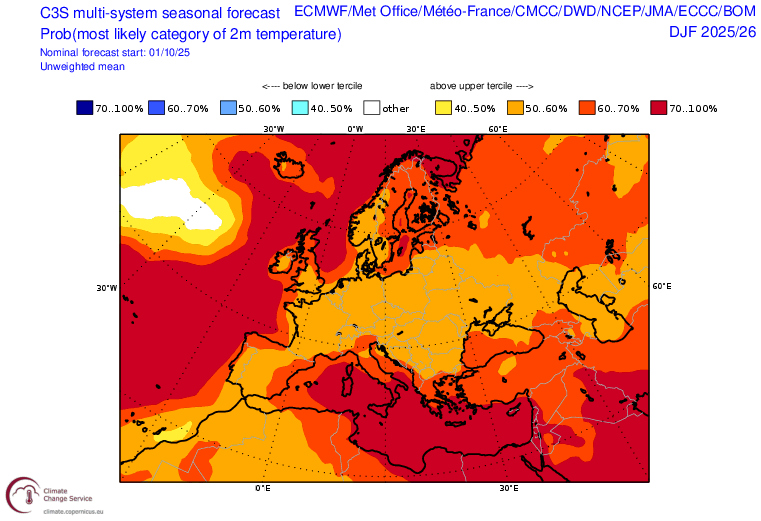 C3S multi-system seasonal forecast ECMWF/Met Office/Météo-France/CMCC/DWD/NCEP/JMA/ECCC/BOM
Prob(most likely category of 2m temperature) DJF 2025/26
Nominal forecast start: 01/10/25
Unweighted mean
<---- below lower tercile above upper tercile ---->
70..100% 60..70% 50..60% 40..50% other 40..50% 50..60% 60..70% 70..100%
30°W 0°W 30°E 60°E
30°W 60°E
0°E 30°E
Climate
Change Service
climate.copernicus.eu